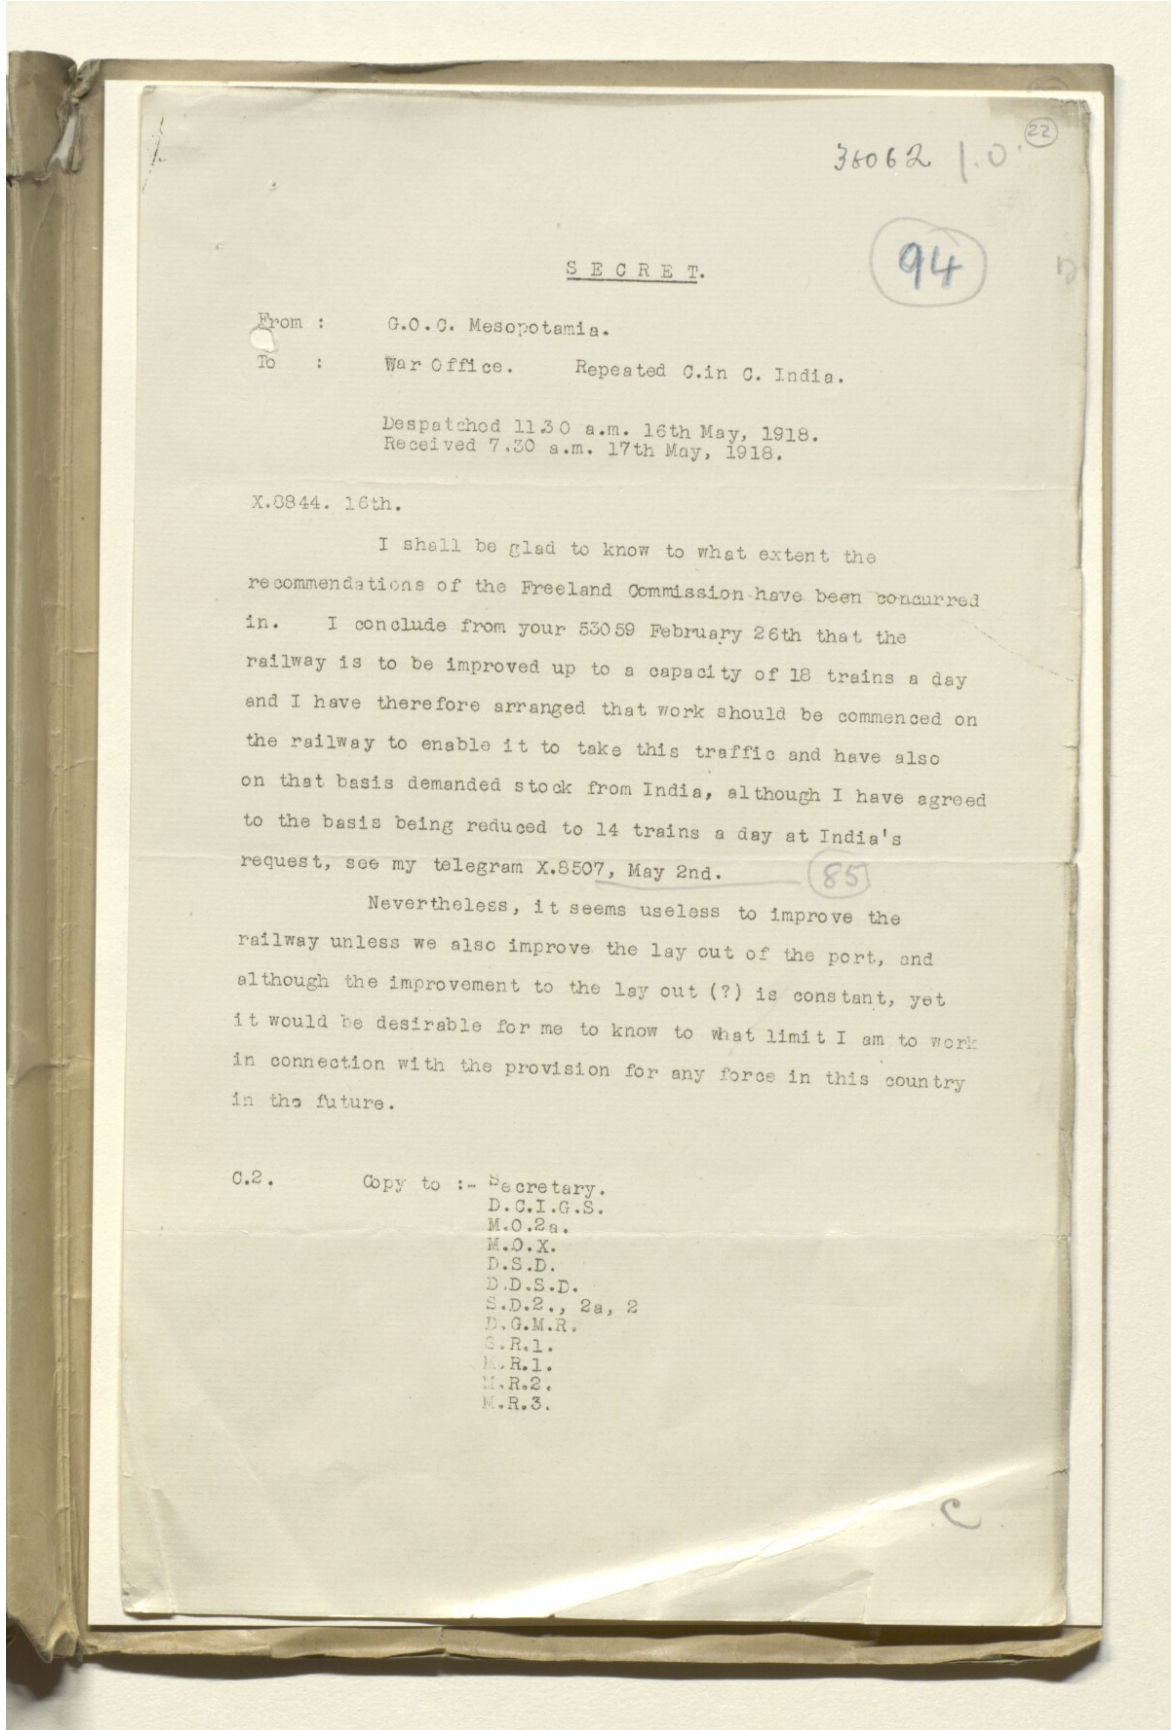 22
36062 I.O.
94
SECRET.
From : G.O.C. Mesopotamia.
To : War Office. Repeated C.in C. India.
Despatched 11.30 a.m. 16th May, 1918.
Received 7.30 a.m. 17th May, 1918.
X.8844. 16th.
I shall be glad to know to what extent the
recommendations of the Freeland Commission have been concurred
in. I conclude from your 53059 February 26th that the
railway is to be improved up to a capacity of 18 trains a day
and I have therefore arranged that work should be commenced on
the railway to enable it to take this traffic and have also
on that basis demanded stock from India, although I have agreed
to the basis being reduced to 14 trains a day at India's
request, see my telegram X.8507, May 2nd. 85
Nevertheless, it seems useless to improve the
railway unless we also improve the lay out of the port, and
although the improvement to the lay out (?) is constant, yet
it would be desirable for me to know to what limit I am to work
in connection with the provision for any force in this country
in the future.
C.2. Copy to :- Secretary.
D.C.I.G.S.
M.O.2a.
M.O.X.
D.S.D.
D.D.S.D.
S.D.2., 2a, 2
D.G.M.R.
S.R.1.
M.R.1.
M.R.2.
M.R.3.
C